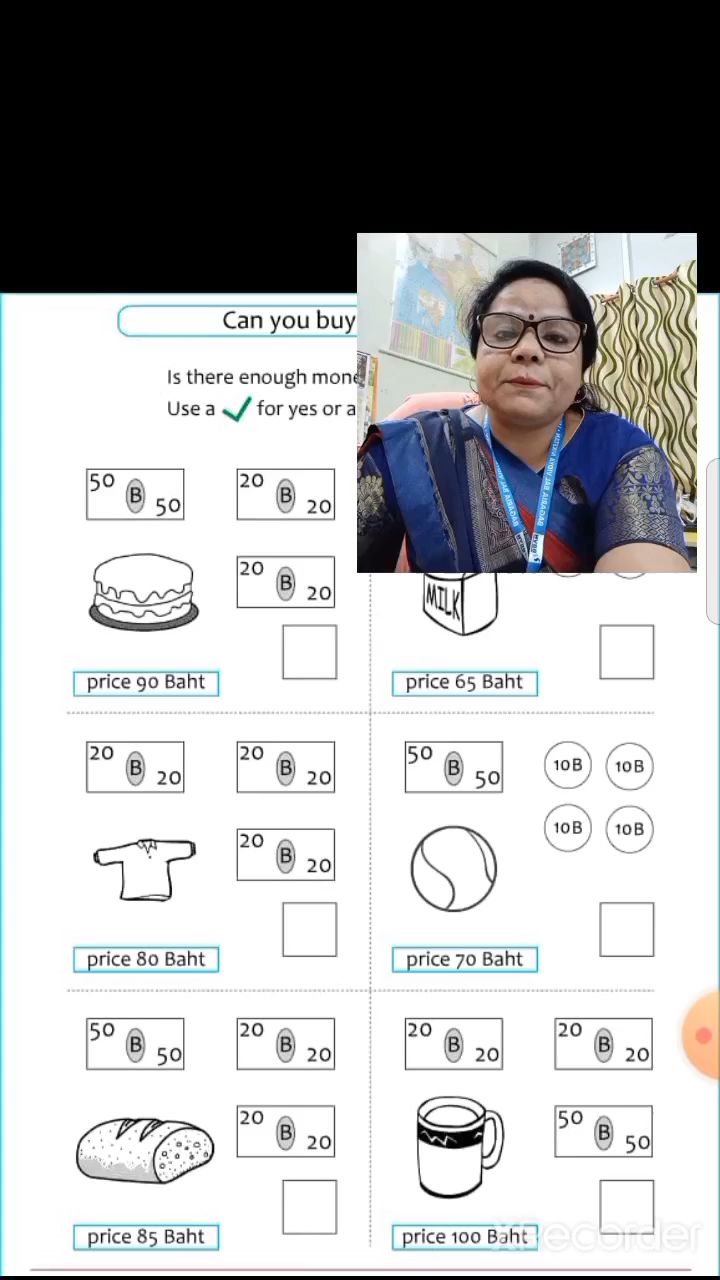 Can you buy
Is there enough mone
Use a for yes or a
50 B 50
20 B 20
20 B 20
price 90 Baht
MILK
price 65 Baht
20 B 20
20 B 20
20 B 20
price 80 Baht
50 B 50
10B 10B
10B 10B
price 70 Baht
50 B 50
20 B 20
20 B 20
price 85 Baht
20 B 20
20 B 20
50 B 50
price 100 Baht
XRecorder